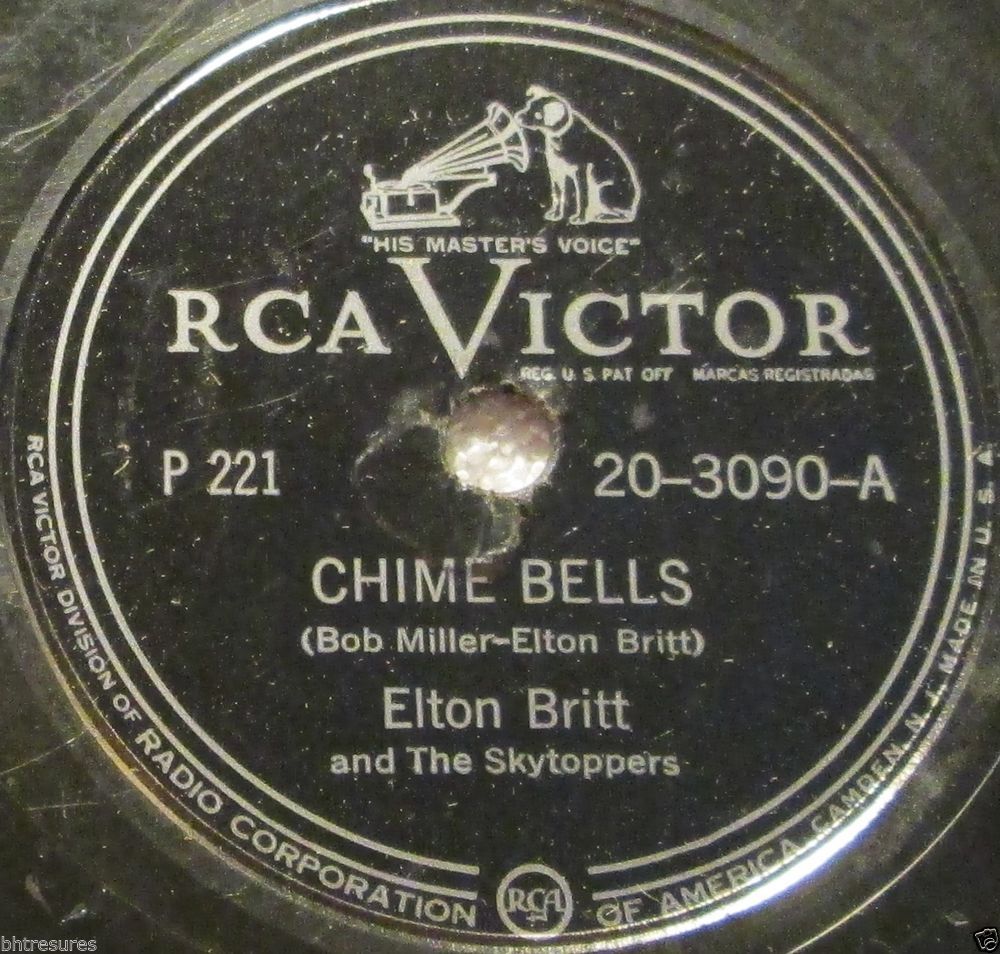 "HIS MASTER'S VOICE"
RCA VICTOR
REG. U. S. PAT OFF MARCAS REGISTRADAS
P 221
20-3090-A
CHIME BELLS
(Bob Miller-Elton Britt)
Elton Britt
and The Skytoppers
RCA VICTOR DIVISION OF RADIO CORPORATION OF AMERICA, CAMDEN, N. J. MADE IN U. S. A.
RCA
bhtresures